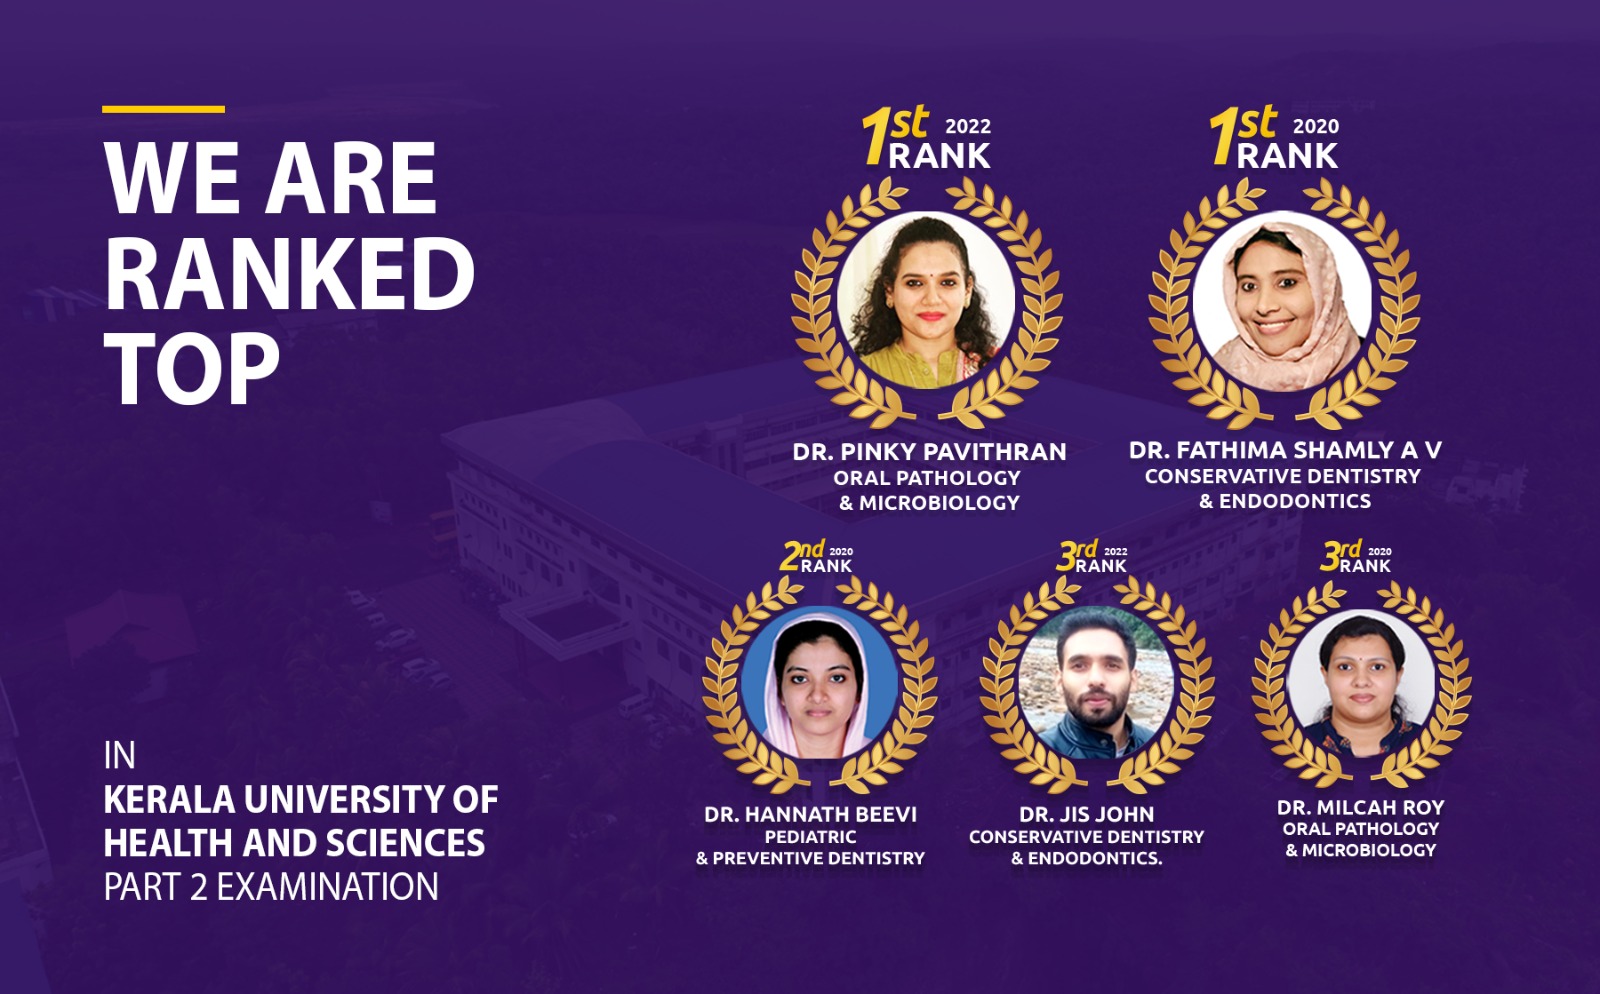 WE ARE
RANKED
TOP
IN
KERALA UNIVERSITY OF
HEALTH AND SCIENCES
PART 2 EXAMINATION
1st 2022
RANK
DR. PINKY PAVITHRAN
ORAL PATHOLOGY
& MICROBIOLOGY
1st 2020
RANK
DR. FATHIMA SHAMLY A V
CONSERVATIVE DENTISTRY
& ENDODONTICS
2nd 2020
RANK
DR. HANNATH BEEVI
PEDIATRIC
& PREVENTIVE DENTISTRY
3rd 2022
RANK
DR. JIS JOHN
CONSERVATIVE DENTISTRY
& ENDODONTICS.
3rd 2020
RANK
DR. MILCAH ROY
ORAL PATHOLOGY
& MICROBIOLOGY